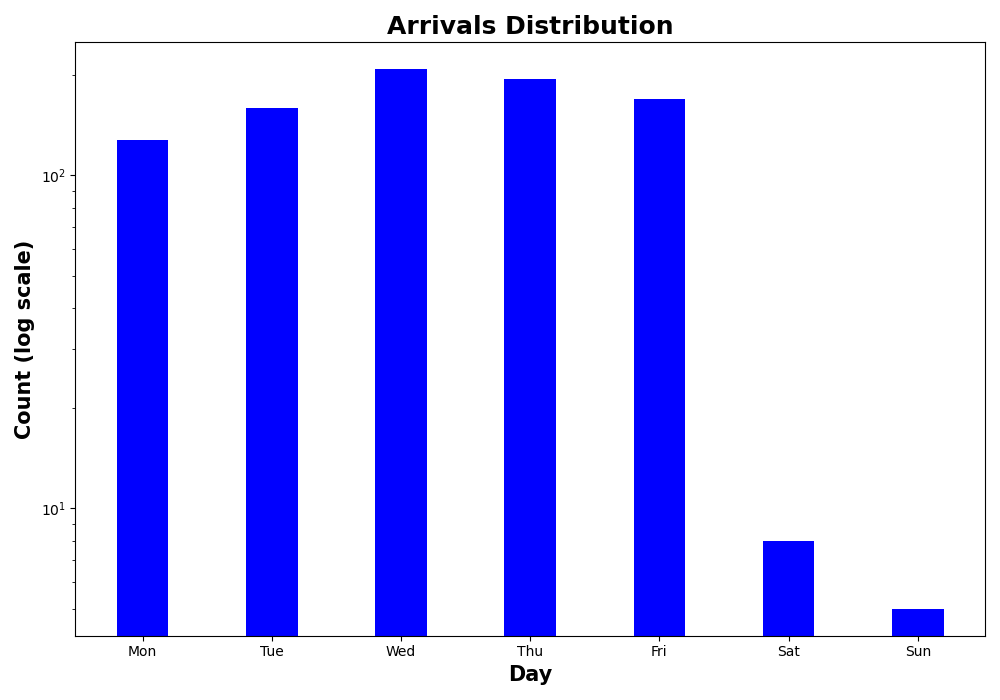 Arrivals Distribution
Count (log scale)
10²
10¹
Mon Tue Wed Thu Fri Sat Sun
Day